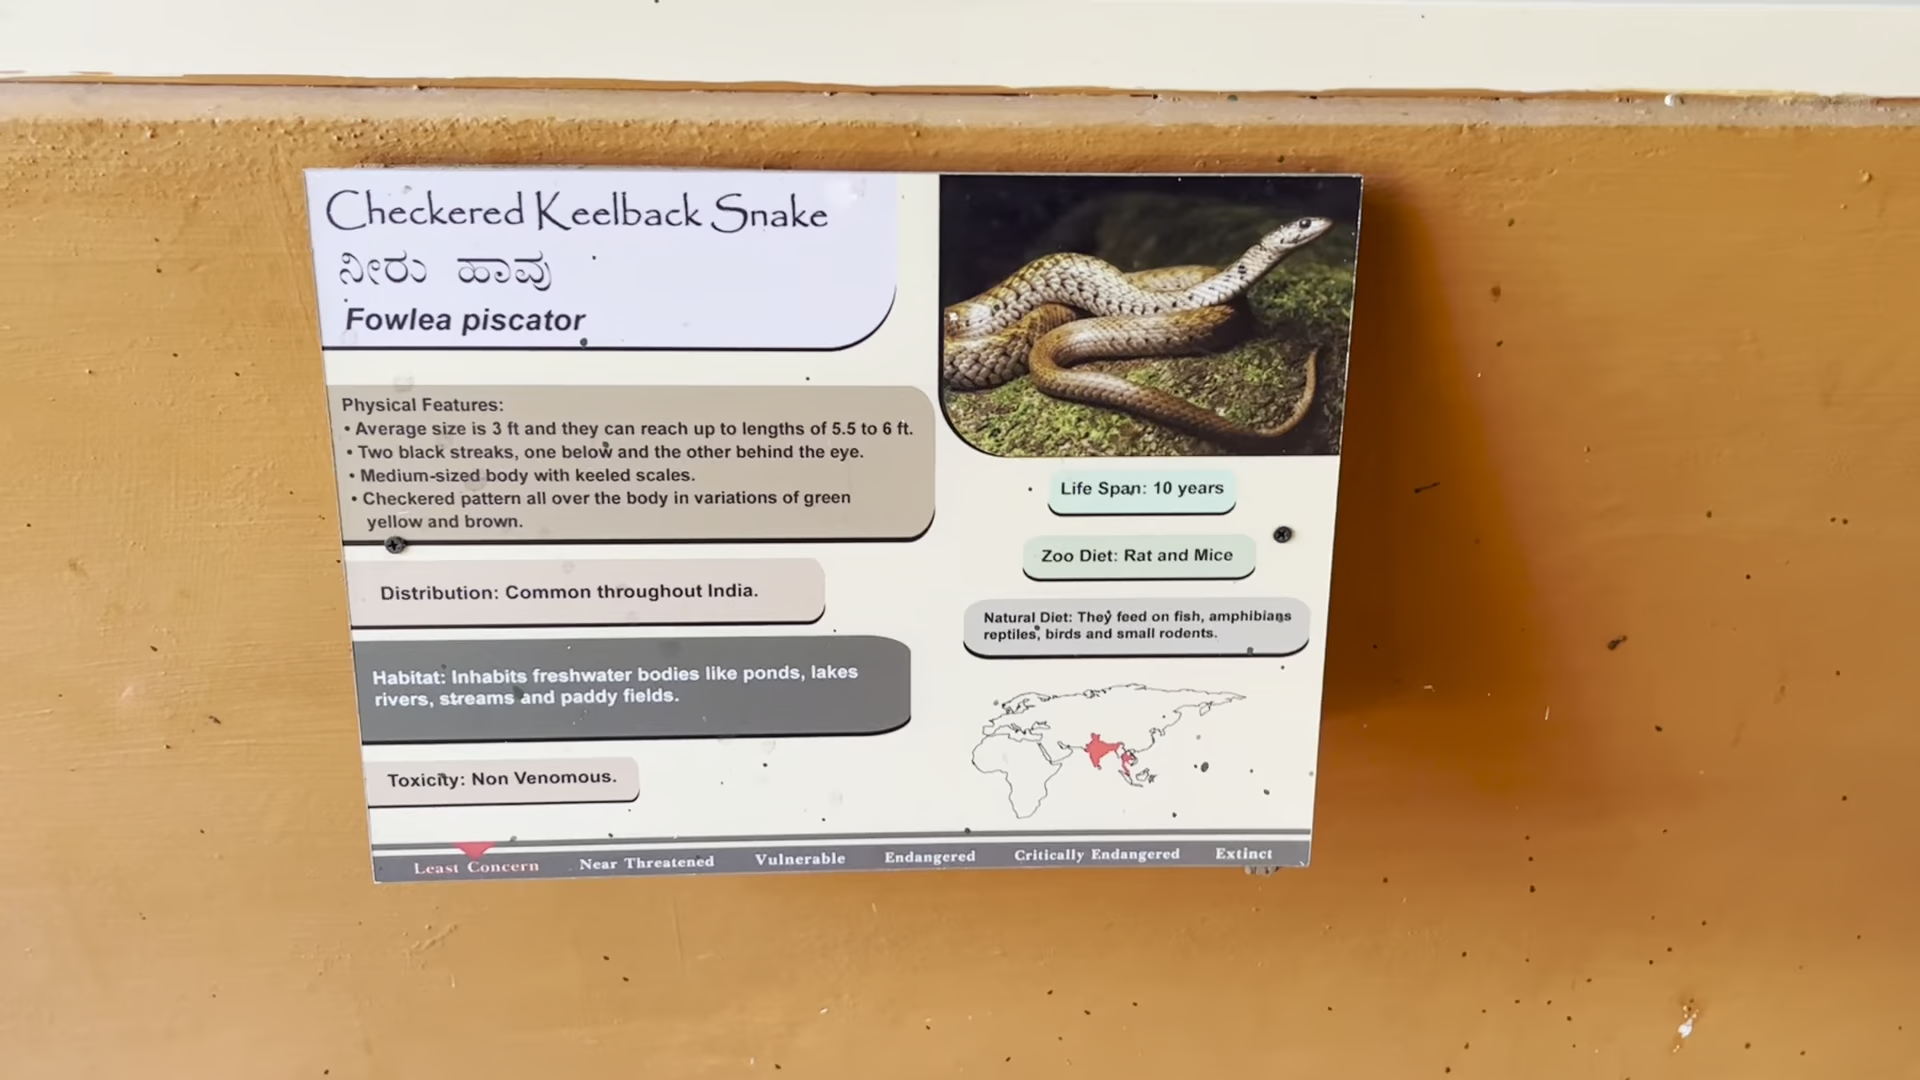 Checkered Keelback Snake
ನೀರು ಹಾವು
Fowlea piscator
Physical Features:
• Average size is 3 ft and they can reach up to lengths of 5.5 to 6 ft.
• Two black streaks, one below and the other behind the eye.
• Medium-sized body with keeled scales.
• Checkered pattern all over the body in variations of green
yellow and brown.
Distribution: Common throughout India.
Habitat: Inhabits freshwater bodies like ponds, lakes
rivers, streams and paddy fields.
Toxicity: Non Venomous.
Life Span: 10 years
Zoo Diet: Rat and Mice
Natural Diet: They feed on fish, amphibians
reptiles, birds and small rodents.
Least Concern Near Threatened Vulnerable Endangered Critically Endangered Extinct